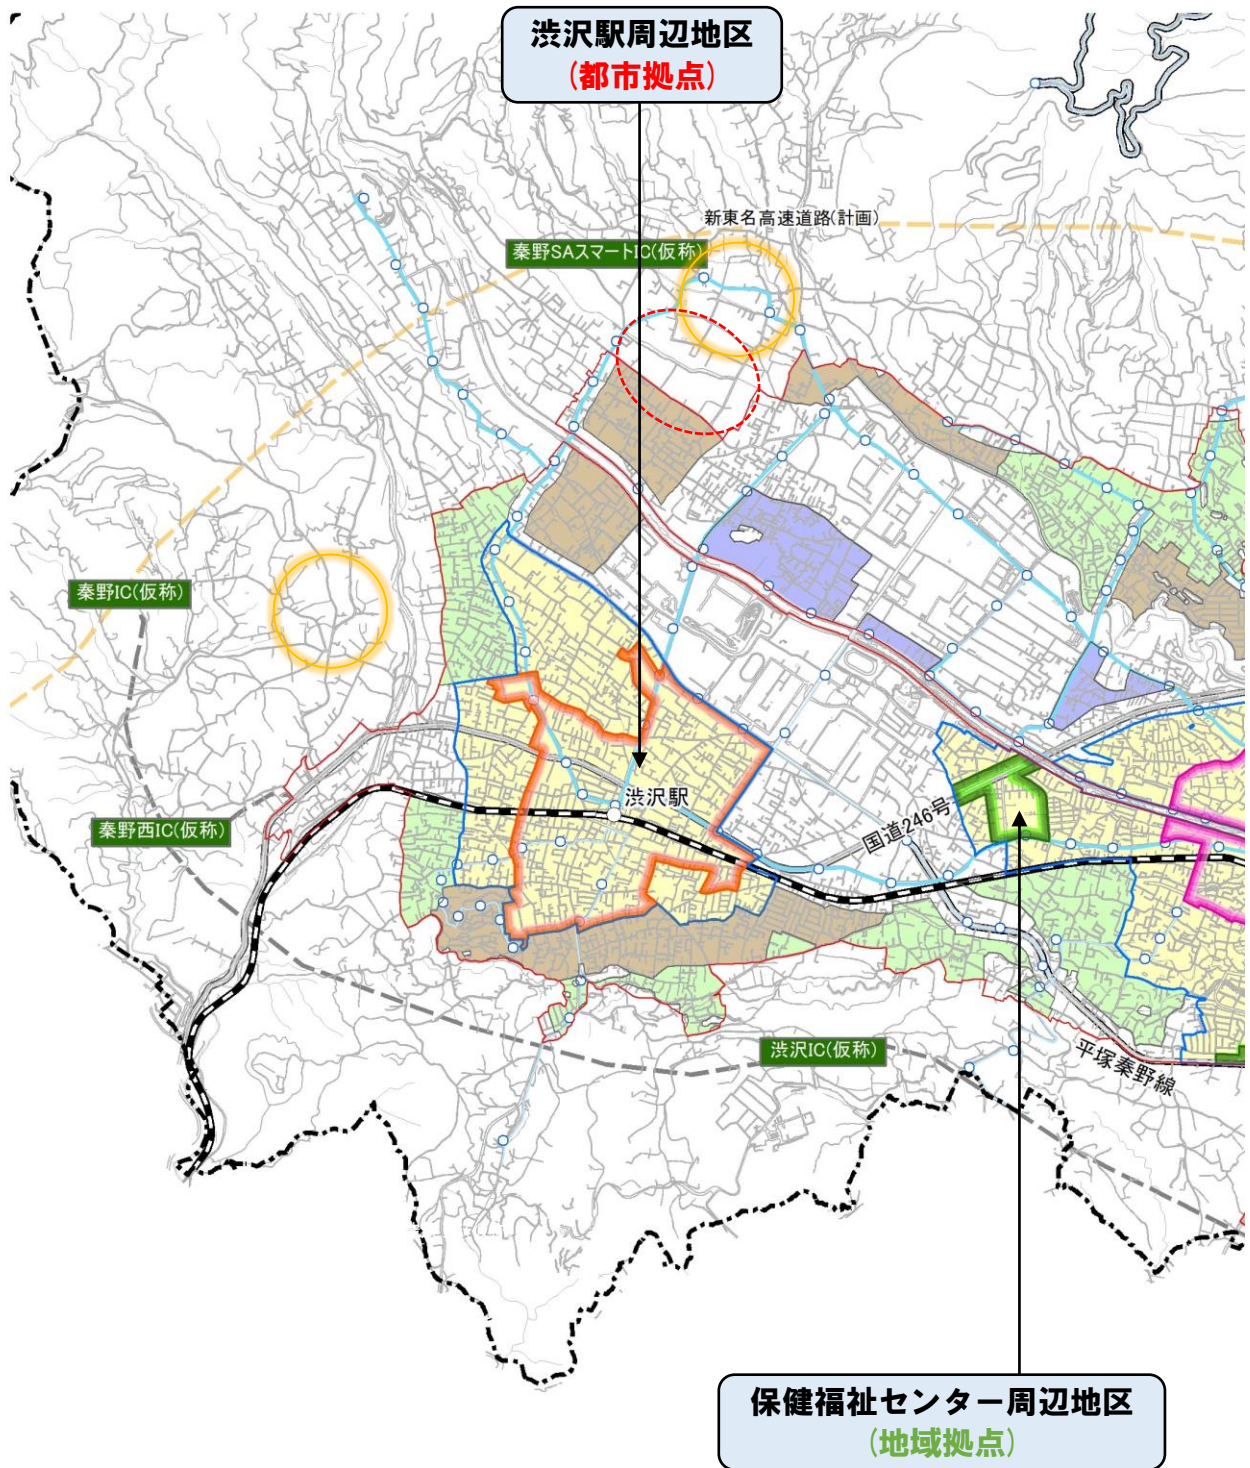 渋沢駅周辺地区
(都市拠点)
新東名高速道路(計画)
秦野SAスマートIC(仮称)
秦野IC(仮称)
渋沢駅
秦野西IC(仮称)
国道246号
渋沢IC(仮称)
平塚秦野線
保健福祉センター周辺地区
(地域拠点)